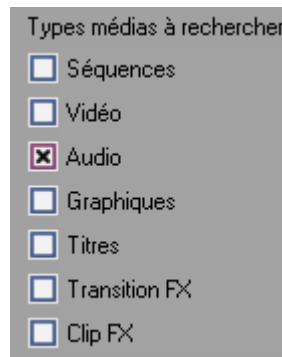 Types médias à rechercher
Séquences
Vidéo
Audio
Graphiques
Titres
Transition FX
Clip FX